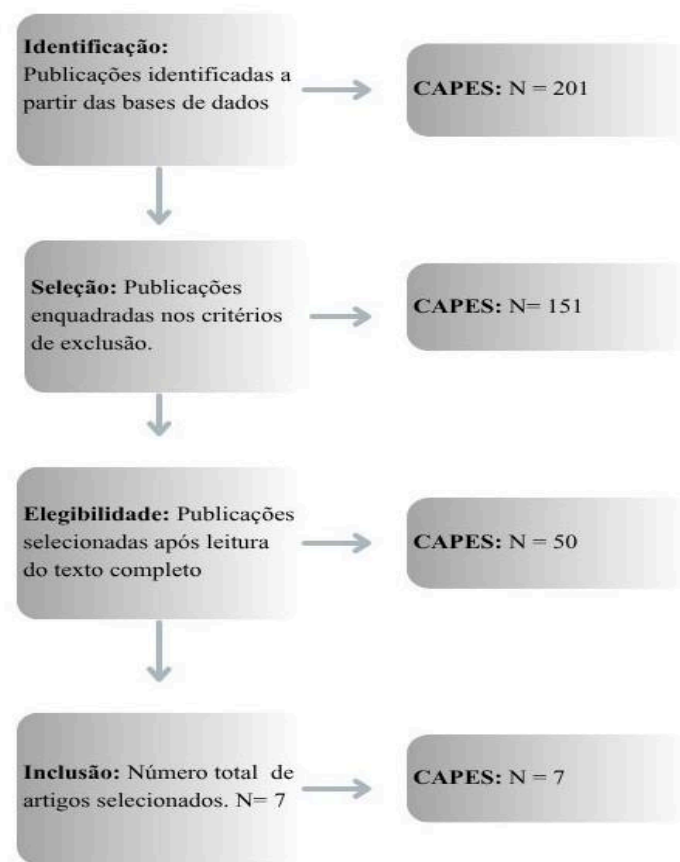 Identificação:
Publicações identificadas a
partir das bases de dados
CAPES: N = 201
Seleção: Publicações
enquadradas nos critérios
de exclusão.
CAPES: N= 151
Elegibilidade: Publicações
selecionadas após leitura
do texto completo
CAPES: N = 50
Inclusão: Número total de
artigos selecionados. N= 7
CAPES: N = 7